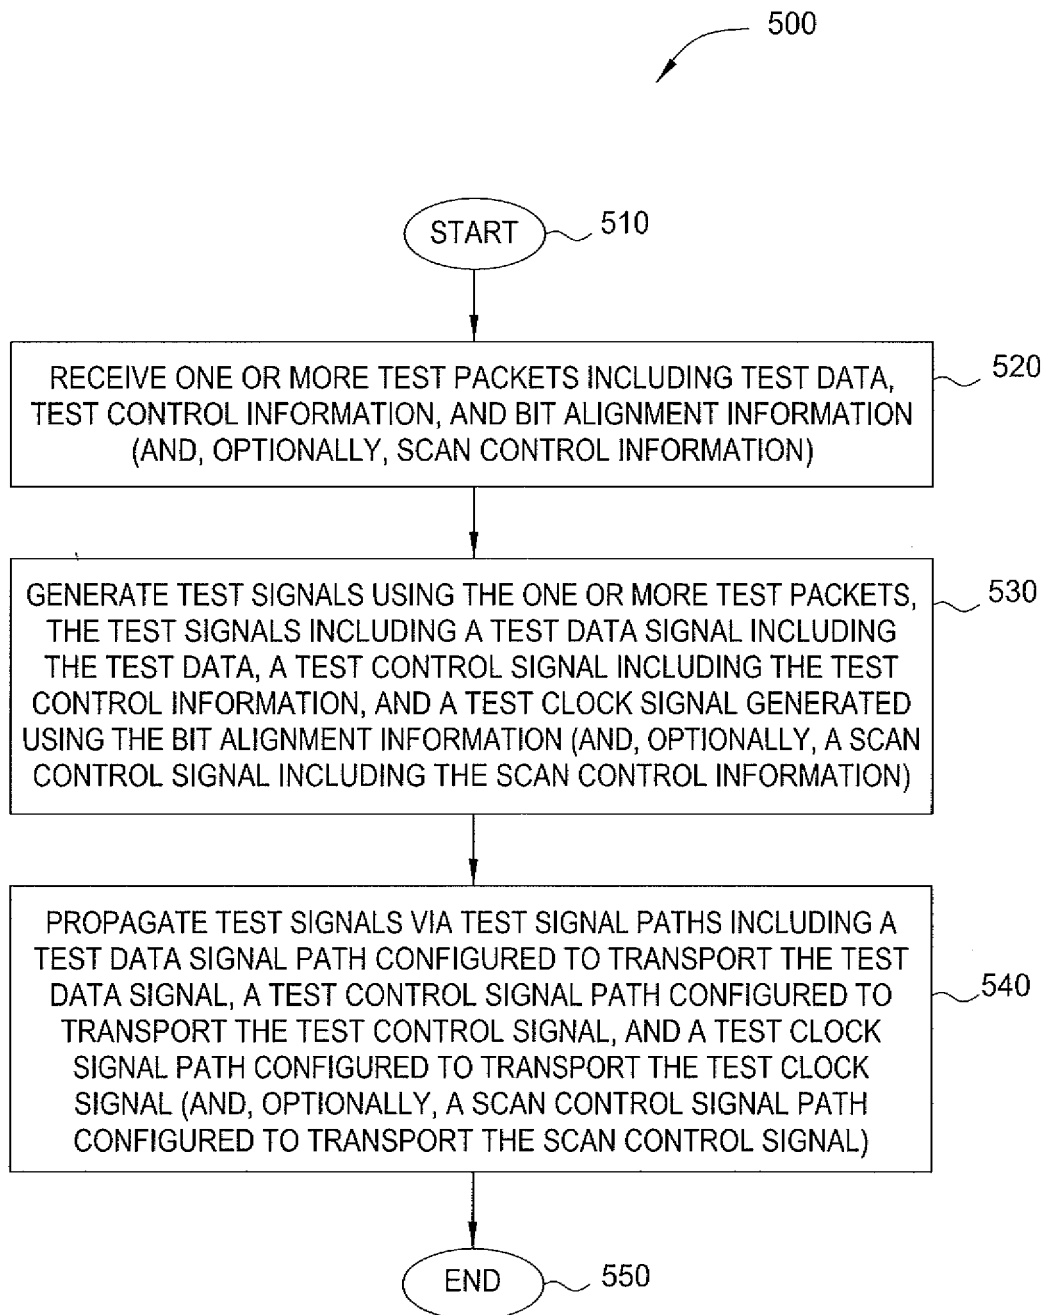 500
START
510
RECEIVE ONE OR MORE TEST PACKETS INCLUDING TEST DATA,
TEST CONTROL INFORMATION, AND BIT ALIGNMENT INFORMATION
(AND, OPTIONALLY, SCAN CONTROL INFORMATION)
520
GENERATE TEST SIGNALS USING THE ONE OR MORE TEST PACKETS,
THE TEST SIGNALS INCLUDING A TEST DATA SIGNAL INCLUDING
THE TEST DATA, A TEST CONTROL SIGNAL INCLUDING THE TEST
CONTROL INFORMATION, AND A TEST CLOCK SIGNAL GENERATED
USING THE BIT ALIGNMENT INFORMATION (AND, OPTIONALLY, A SCAN
CONTROL SIGNAL INCLUDING THE SCAN CONTROL INFORMATION)
530
PROPAGATE TEST SIGNALS VIA TEST SIGNAL PATHS INCLUDING A
TEST DATA SIGNAL PATH CONFIGURED TO TRANSPORT THE TEST
DATA SIGNAL, A TEST CONTROL SIGNAL PATH CONFIGURED TO
TRANSPORT THE TEST CONTROL SIGNAL, AND A TEST CLOCK
SIGNAL PATH CONFIGURED TO TRANSPORT THE TEST CLOCK
SIGNAL (AND, OPTIONALLY, A SCAN CONTROL SIGNAL PATH
CONFIGURED TO TRANSPORT THE SCAN CONTROL SIGNAL)
540
END
550